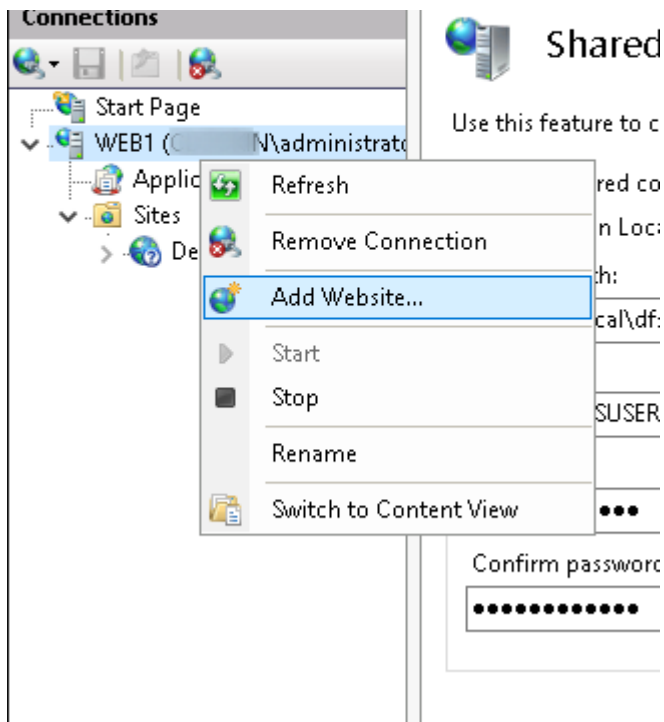 Connections
Shared
Start Page
Use this feature to c
WEB1 (C N\administrato
Applic
Refresh
red co
Sites
n Loca
De
Remove Connection
th:
Add Website...
cal\df
Start
Stop
SUSER
Rename
Switch to Content View
Confirm password